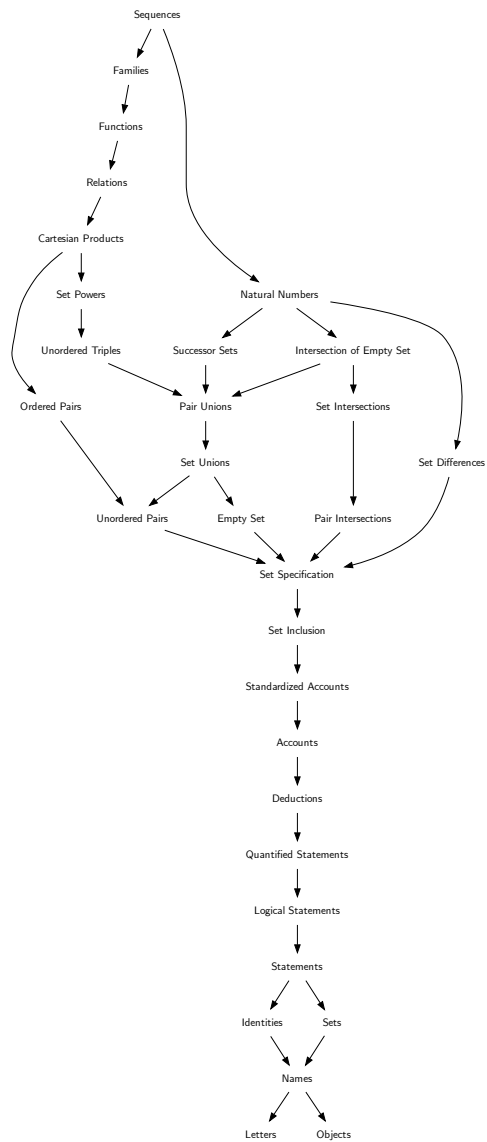 Sequences
Families
Functions
Relations
Cartesian Products
Set Powers
Natural Numbers
Unordered Triples
Successor Sets
Intersection of Empty Set
Ordered Pairs
Pair Unions
Set Intersections
Set Unions
Set Differences
Unordered Pairs
Empty Set
Pair Intersections
Set Specification
Set Inclusion
Standardized Accounts
Accounts
Deductions
Quantified Statements
Logical Statements
Statements
Identities
Sets
Names
Letters
Objects